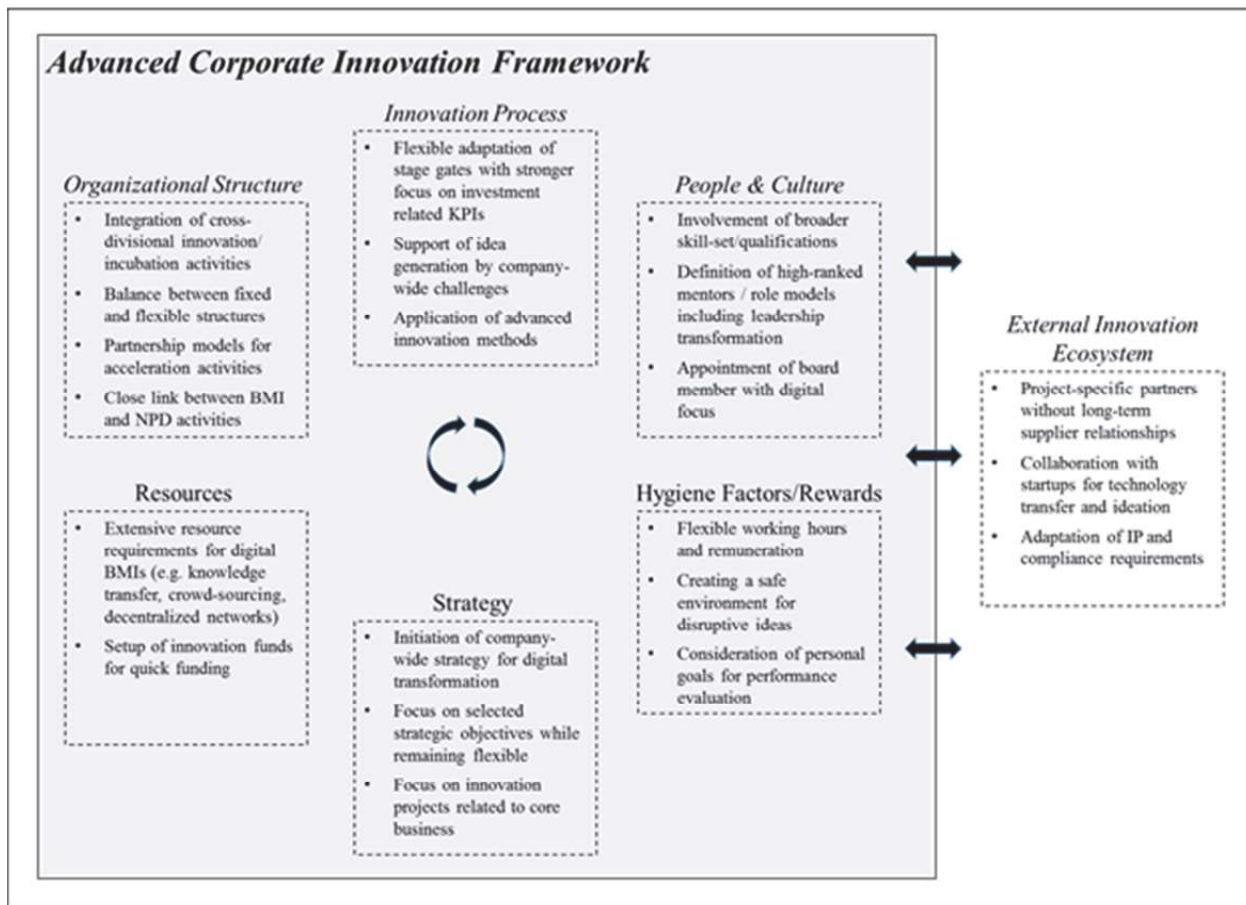 Advanced Corporate Innovation Framework
Organizational Structure
▪ Integration of cross-
divisional innovation/
incubation activities
▪ Balance between fixed
and flexible structures
▪ Partnership models for
acceleration activities
▪ Close link between BMI
and NPD activities
Innovation Process
▪ Flexible adaptation of
stage gates with stronger
focus on investment
related KPIs
▪ Support of idea
generation by company-
wide challenges
▪ Application of advanced
innovation methods
People & Culture
▪ Involvement of broader
skill-set/qualifications
▪ Definition of high-ranked
mentors / role models
including leadership
transformation
▪ Appointment of board
member with digital
focus
Resources
▪ Extensive resource
requirements for digital
BMIs (e.g. knowledge
transfer, crowd-sourcing,
decentralized networks)
▪ Setup of innovation funds
for quick funding
Strategy
▪ Initiation of company-
wide strategy for digital
transformation
▪ Focus on selected
strategic objectives while
remaining flexible
▪ Focus on innovation
projects related to core
business
Hygiene Factors/Rewards
▪ Flexible working hours
and remuneration
▪ Creating a safe
environment for
disruptive ideas
▪ Consideration of personal
goals for performance
evaluation
External Innovation
Ecosystem
▪ Project-specific partners
without long-term
supplier relationships
▪ Collaboration with
startups for technology
transfer and ideation
▪ Adaptation of IP and
compliance requirements